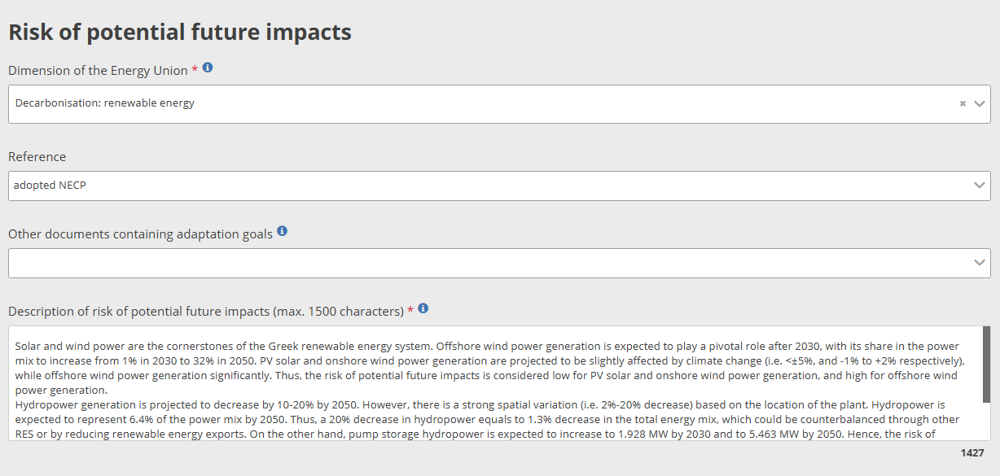 Risk of potential future impacts
Dimension of the Energy Union *
Decarbonisation: renewable energy
Reference
adopted NECP
Other documents containing adaptation goals
Description of risk of potential future impacts (max. 1500 characters) *
Solar and wind power are the cornerstones of the Greek renewable energy system. Offshore wind power generation is expected to play a pivotal role after 2030, with its share in the power
mix to increase from 1% in 2030 to 32% in 2050. PV solar and onshore wind power generation are projected to be slightly affected by climate change (i.e. <±5%, and -1% to +2% respectively),
while offshore wind power generation significantly. Thus, the risk of potential future impacts is considered low for PV solar and onshore wind power generation, and high for offshore wind
power generation.
Hydropower generation is projected to decrease by 10-20% by 2050. However, there is a strong spatial variation (i.e. 2%-20% decrease) based on the location of the plant. Hydropower is
expected to represent 6.4% of the power mix by 2050. Thus, a 20% decrease in hydropower equals to 1.3% decrease in the total energy mix, which could be counterbalanced through other
RES or by reducing renewable energy exports. On the other hand, pump storage hydropower is expected to increase to 1.928 MW by 2030 and to 5.463 MW by 2050. Hence, the risk of
1427